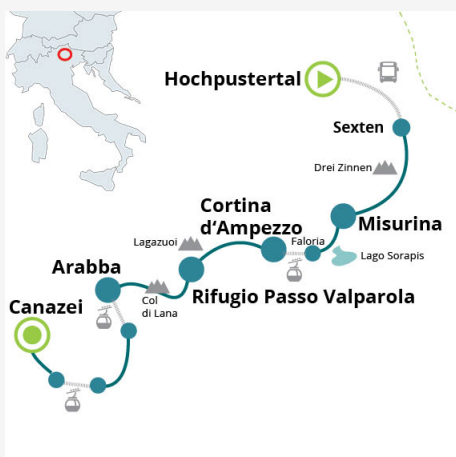 Hochpustertal
Sexten
Drei Zinnen
Cortina
d'Ampezzo
Misurina
Lagazuoi
Faloria
Lago Sorapis
Arabba
Rifugio Passo Valparola
Col
di Lana
Canazei